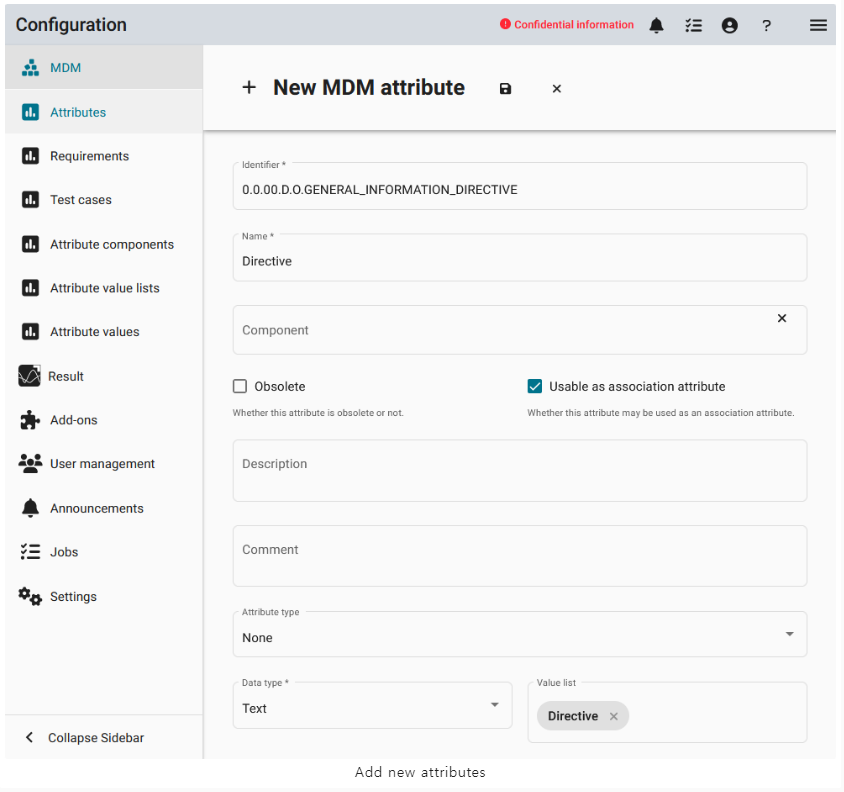 Configuration
Confidential information
?
MDM
Attributes
Requirements
Test cases
Attribute components
Attribute value lists
Attribute values
Result
Add-ons
User management
Announcements
Jobs
Settings
Collapse Sidebar
New MDM attribute
Identifier *
0.0.00.D.O.GENERAL_INFORMATION_DIRECTIVE
Name *
Directive
Component
Obsolete
Whether this attribute is obsolete or not.
Usable as association attribute
Whether this attribute may be used as an association attribute.
Description
Comment
Attribute type
None
Data type *
Text
Value list
Directive
Add new attributes